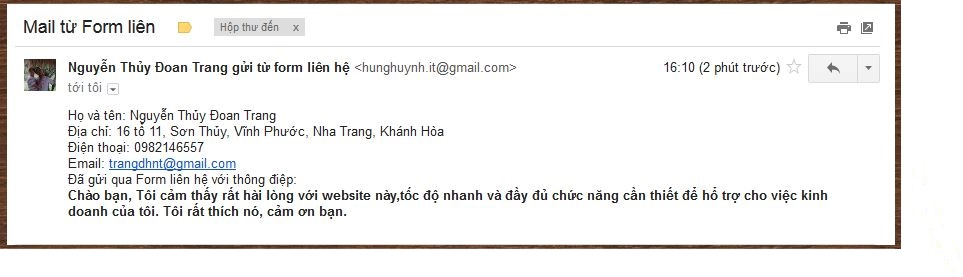 Mail từ Form liên Hộp thư đến x
Nguyễn Thủy Đoan Trang gửi từ form liên hệ <hunghuynh.it@gmail.com> 16:10 (2 phút trước)
tới tôi
Họ và tên: Nguyễn Thủy Đoan Trang
Địa chỉ: 16 tổ 11, Sơn Thủy, Vĩnh Phước, Nha Trang, Khánh Hòa
Điện thoại: 0982146557
Email: trangdhnt@gmail.com
Đã gửi qua Form liên hệ với thông điệp:
Chào bạn, Tôi cảm thấy rất hài lòng với website này,tốc độ nhanh và đầy đủ chức năng cần thiết để hổ trợ cho việc kinh
doanh của tôi. Tôi rất thích nó, cảm ơn bạn.